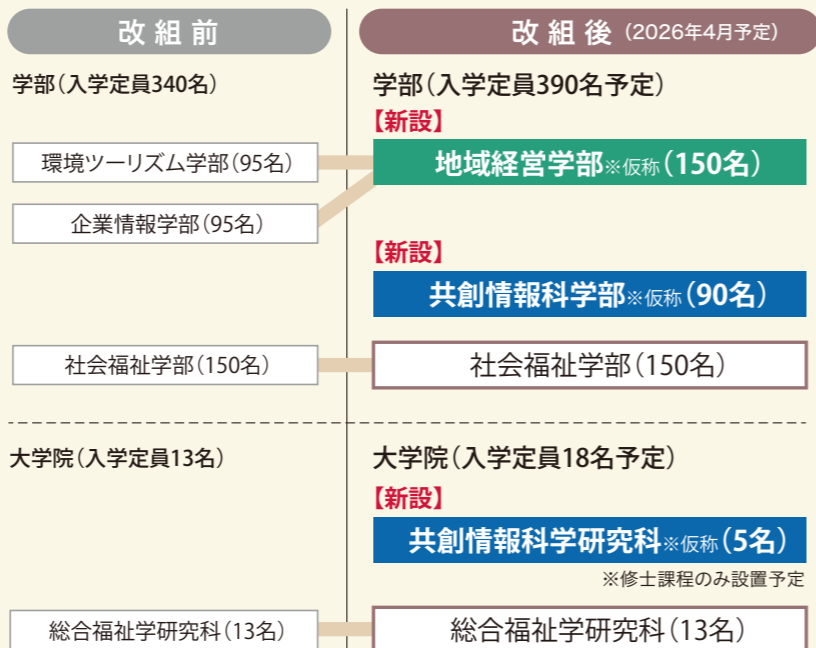 改組前
改組後(2026年4月予定)
学部(入学定員340名)
学部(入学定員390名予定)
【新設】
環境ツーリズム学部(95名)
地域経営学部※仮称(150名)
企業情報学部(95名)
【新設】
共創情報科学部※仮称(90名)
社会福祉学部(150名)
社会福祉学部(150名)
大学院(入学定員13名)
大学院(入学定員18名予定)
【新設】
共創情報科学研究科※仮称(5名)
※修士課程のみ設置予定
総合福祉学研究科(13名)
総合福祉学研究科(13名)